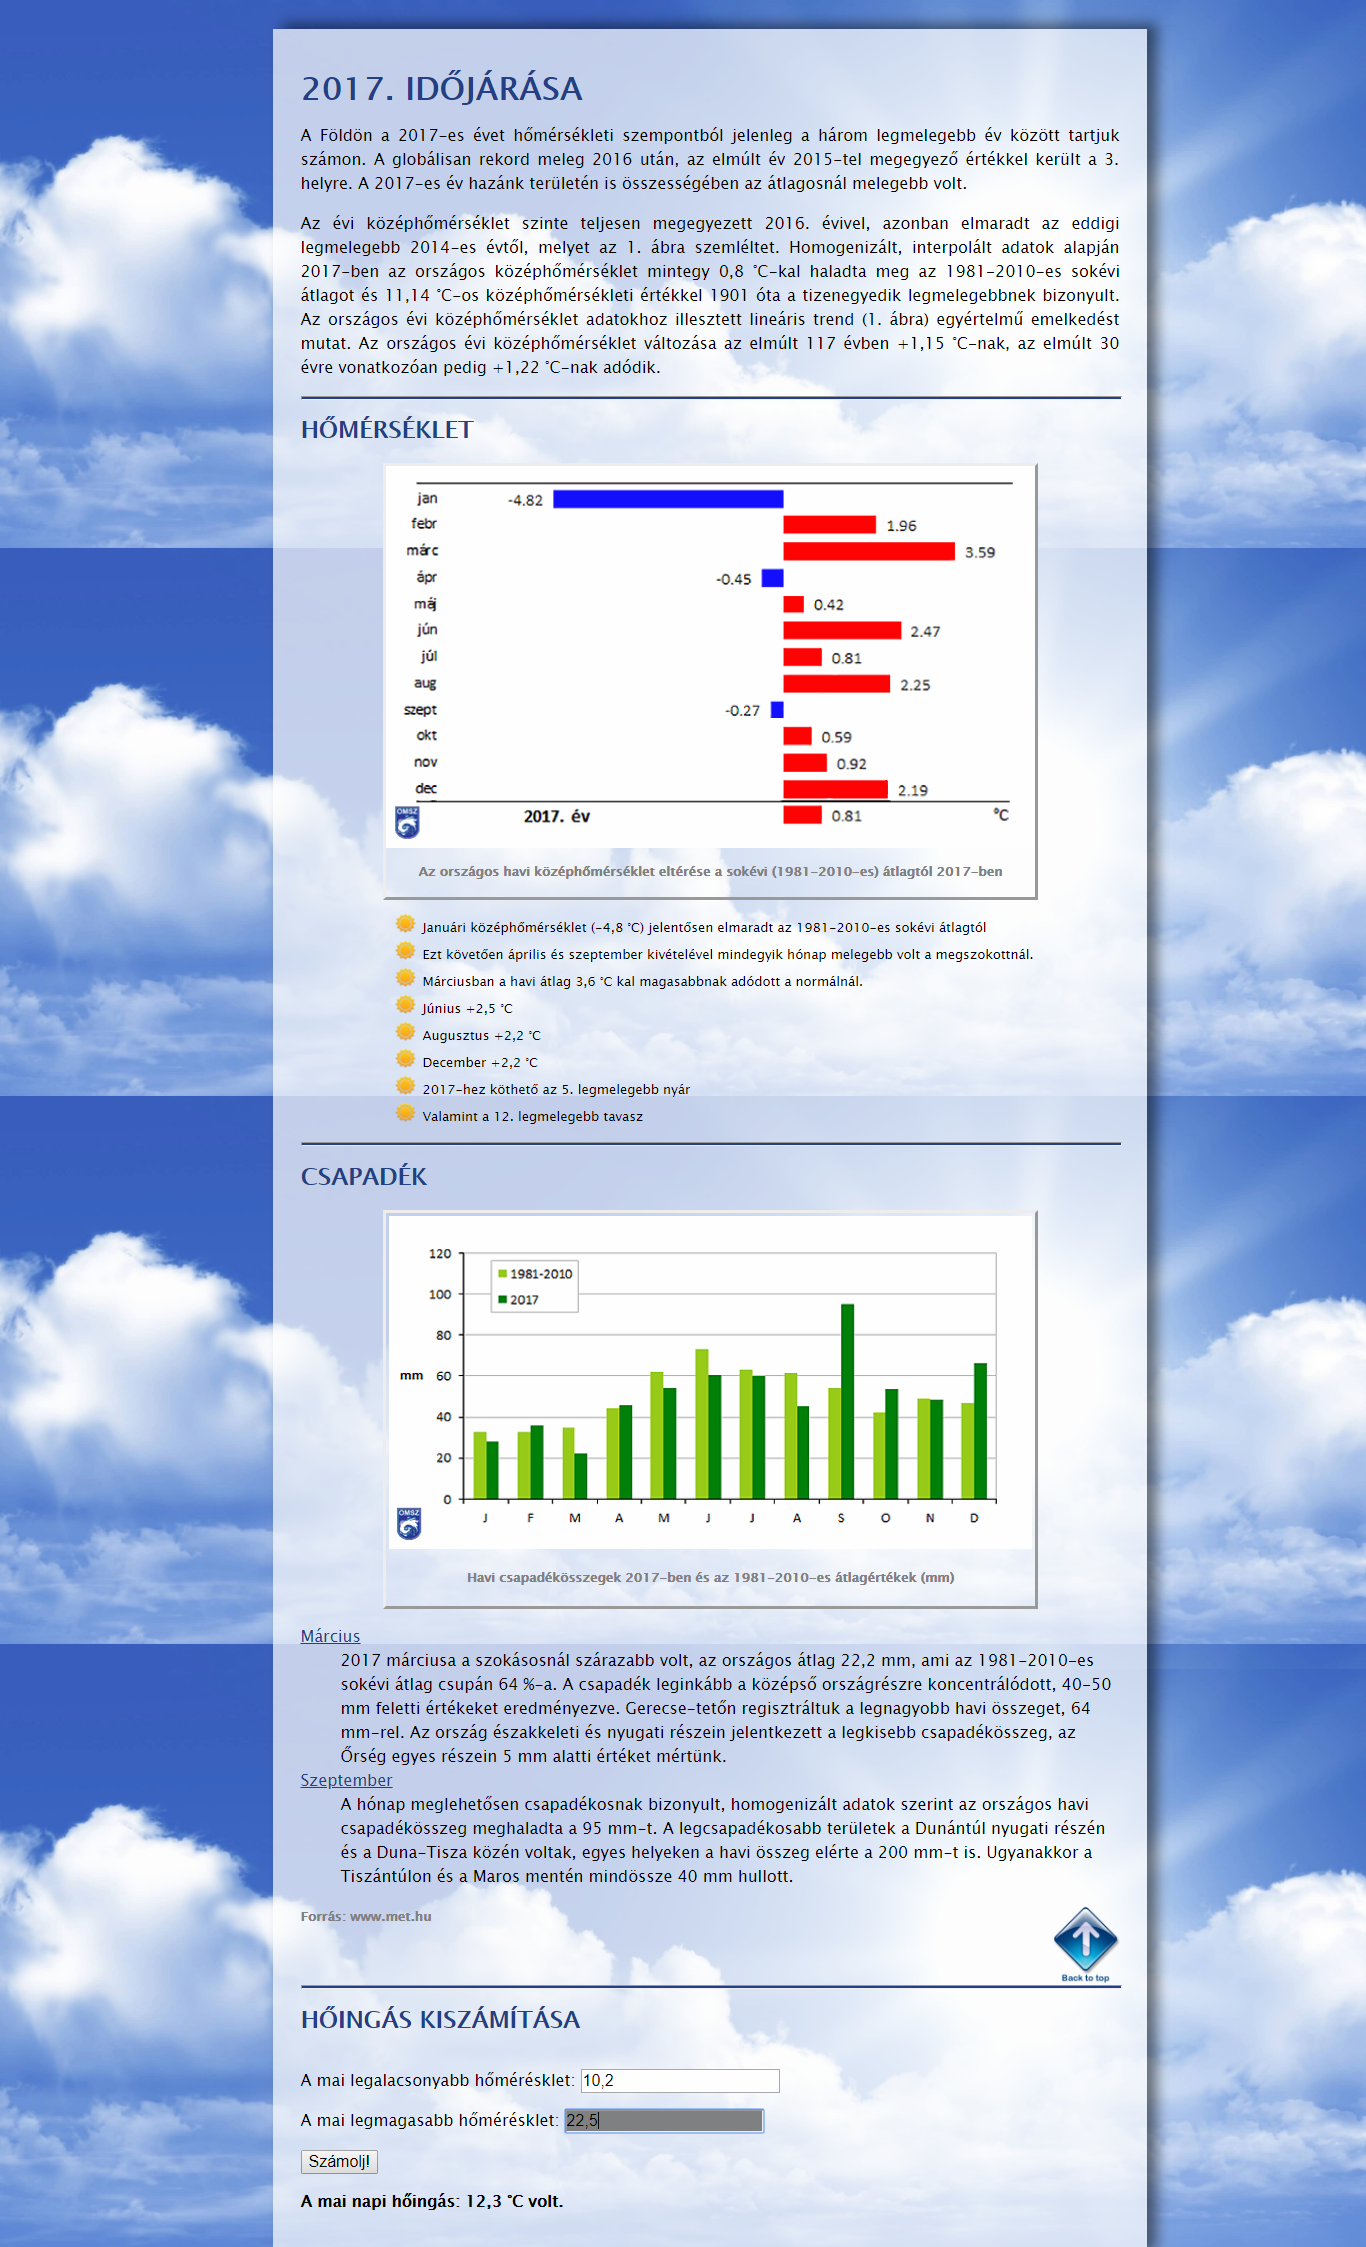 2017. IDŐJÁRÁSA
A Földön a 2017-es évet hőmérsékleti szempontból jelenleg a három legmelegebb év között tartjuk
számon. A globálisan rekord meleg 2016 után, az elmúlt év 2015-tel megegyező értékkel került a 3.
helyre. A 2017-es év hazánk területén is összességében az átlagosnál melegebb volt.
Az évi középhőmérséklet szinte teljesen megegyezett 2016. évivel, azonban elmaradt az eddigi
legmelegebb 2014-es évtől, melyet az 1. ábra szemléltet. Homogenizált, interpolált adatok alapján
2017-ben az országos középhőmérséklet mintegy 0,8 °C-kal haladta meg az 1981-2010-es sokévi
átlagot és 11,14 °C-os középhőmérsékleti értékkel 1901 óta a tizenegyedik legmelegebbnek bizonyult.
Az országos évi középhőmérséklet adatokhoz illesztett lineáris trend (1. ábra) egyértelmű emelkedést
mutat. Az országos évi középhőmérséklet változása az elmúlt 117 évben +1,15 °C-nak, az elmúlt 30
évre vonatkozóan pedig +1,22 °C-nak adódik.
HŐMÉRSÉKLET
jan -4.82
febr 1.96
márc 3.59
ápr -0.45
máj 0.42
jún 2.47
júl 0.81
aug 2.25
szept -0.27
okt 0.59
nov 0.92
dec 2.19
OMSZ 2017. év 0.81 °C
Az országos havi középhőmérséklet eltérése a sokévi (1981-2010-es) átlagtól 2017-ben
Januári középhőmérséklet (-4,8 °C) jelentősen elmaradt az 1981-2010-es sokévi átlagtól
Ezt követően április és szeptember kivételével mindegyik hónap melegebb volt a megszokottnál.
Márciusban a havi átlag 3,6 °C kal magasabbnak adódott a normálnál.
Június +2,5 °C
Augusztus +2,2 °C
December +2,2 °C
2017-hez köthető az 5. legmelegebb nyár
Valamint a 12. legmelegebb tavasz
CSAPADÉK
120
1981-2010
100
2017
80
mm 60
40
20
0
OMSZ
J F M A M J J A S O N D
Havi csapadékösszegek 2017-ben és az 1981-2010-es átlagértékek (mm)
Március
2017 márciusa a szokásosnál szárazabb volt, az országos átlag 22,2 mm, ami az 1981-2010-es
sokévi átlag csupán 64 %-a. A csapadék leginkább a középső országrészre koncentrálódott, 40-50
mm feletti értékeket eredményezve. Gerecse-tetőn regisztráltuk a legnagyobb havi összeget, 64
mm-rel. Az ország északkeleti és nyugati részein jelentkezett a legkisebb csapadékösszeg, az
Őrség egyes részein 5 mm alatti értéket mértünk.
Szeptember
A hónap meglehetősen csapadékosnak bizonyult, homogenizált adatok szerint az országos havi
csapadékösszeg meghaladta a 95 mm-t. A legcsapadékosabb területek a Dunántúl nyugati részén
és a Duna-Tisza közén voltak, egyes helyeken a havi összeg elérte a 200 mm-t is. Ugyanakkor a
Tiszántúlon és a Maros mentén mindössze 40 mm hullott.
Forrás: www.met.hu
Back to top
HŐINGÁS KISZÁMÍTÁSA
A mai legalacsonyabb hőmérésklet: 10,2
A mai legmagasabb hőmérésklet: 22,5
Számolj!
A mai napi hőingás: 12,3 °C volt.